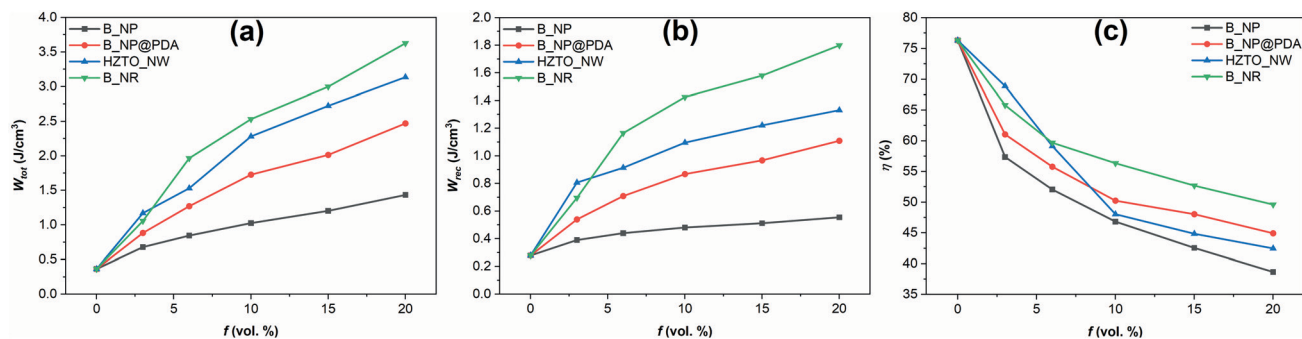 (a)
B_NP
B_NP@PDA
HZTO_NW
B_NR
W_tot (J/cm³)
4.0
3.5
3.0
2.5
2.0
1.5
1.0
0.5
0.0
0 5 10 15 20
f (vol. %)
(b)
B_NP
B_NP@PDA
HZTO_NW
B_NR
W_rec (J/cm³)
2.0
1.8
1.6
1.4
1.2
1.0
0.8
0.6
0.4
0.2
0.0
0 5 10 15 20
f (vol. %)
(c)
B_NP
B_NP@PDA
HZTO_NW
B_NR
η (%)
80
75
70
65
60
55
50
45
40
35
0 5 10 15 20
f (vol. %)